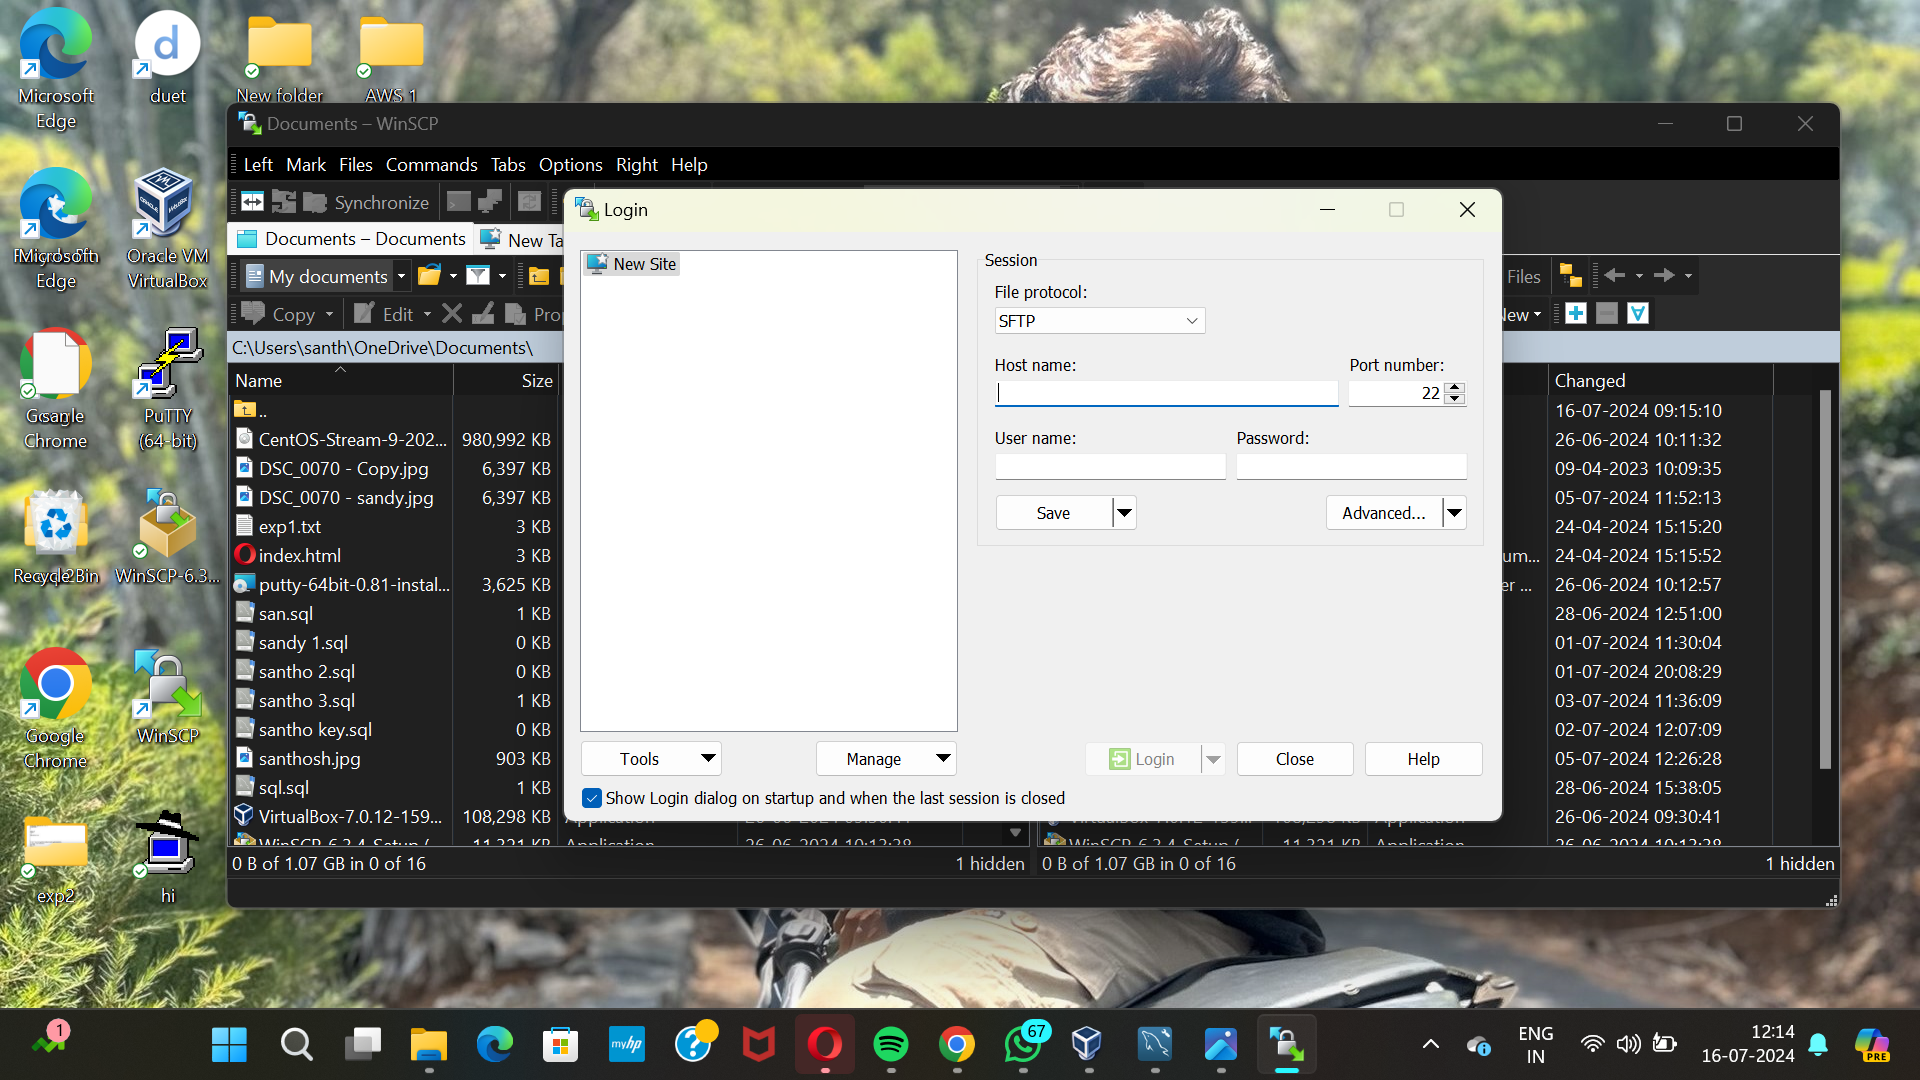 Microsoft
Edge
duet
New folder
AWS 1
Microsoft
Edge
Oracle VM
VirtualBox
Google
Chrome
PuTTY
(64-bit)
WinSCP-6.3...
Google
Chrome
WinSCP
exp2
hi
Documents – WinSCP
Left Mark Files Commands Tabs Options Right Help
Synchronize
Documents – Documents
New Ta
My documents
Copy
Edit
Pro
C:\Users\santh\OneDrive\Documents\
Name Size
..
CentOS-Stream-9-202... 980,992 KB
DSC_0070 - Copy.jpg 6,397 KB
DSC_0070 - sandy.jpg 6,397 KB
exp1.txt 3 KB
index.html 3 KB
putty-64bit-0.81-instal... 3,625 KB
san.sql 1 KB
sandy 1.sql 0 KB
santho 2.sql 0 KB
santho 3.sql 1 KB
santho key.sql 0 KB
santhosh.jpg 903 KB
sql.sql 1 KB
VirtualBox-7.0.12-159... 108,298 KB
0 B of 1.07 GB in 0 of 16
1 hidden
Login
New Site
Session
File protocol:
SFTP
Host name:
Port number:
22
User name:
Password:
Save
Advanced...
Tools
Manage
Login
Close
Help
Show Login dialog on startup and when the last session is closed
Files
New
Changed
16-07-2024 09:15:10
26-06-2024 10:11:32
09-04-2023 10:09:35
05-07-2024 11:52:13
24-04-2024 15:15:20
um... 24-04-2024 15:15:52
er ... 26-06-2024 10:12:57
28-06-2024 12:51:00
01-07-2024 11:30:04
01-07-2024 20:08:29
03-07-2024 11:36:09
02-07-2024 12:07:09
05-07-2024 12:26:28
28-06-2024 15:38:05
26-06-2024 09:30:41
0 B of 1.07 GB in 0 of 16
1 hidden
1
myhp
67
ENG
IN
12:14
16-07-2024
PRE